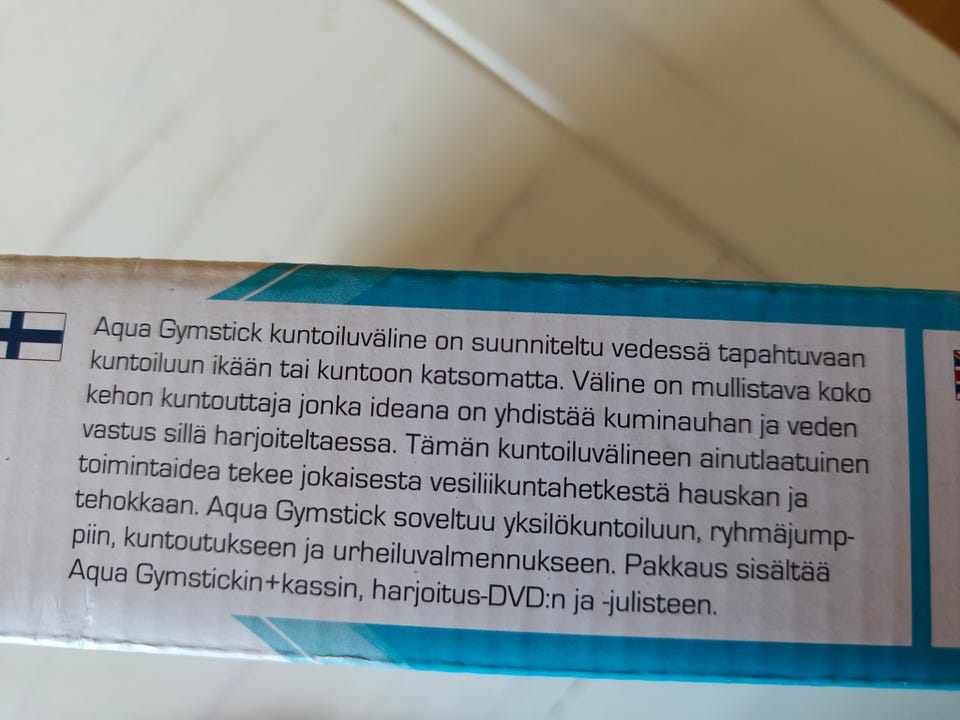 Aqua Gymstick kuntoiluväline on suunniteltu vedessä tapahtuvaan
kuntoiluun ikään tai kuntoon katsomatta. Väline on mullistava koko
kehon kuntouttaja jonka ideana on yhdistää kuminauhan ja veden
vastus sillä harjoiteltaessa. Tämän kuntoiluvälineen ainutlaatuinen
toimintaidea tekee jokaisesta vesiliikuntahetkestä hauskan ja
tehokkaan. Aqua Gymstick soveltuu yksilökuntoiluun, ryhmäjump-
piin, kuntoutukseen ja urheiluvalmennukseen. Pakkaus sisältää
Aqua Gymstickin+kassin, harjoitus-DVD:n ja -julisteen.